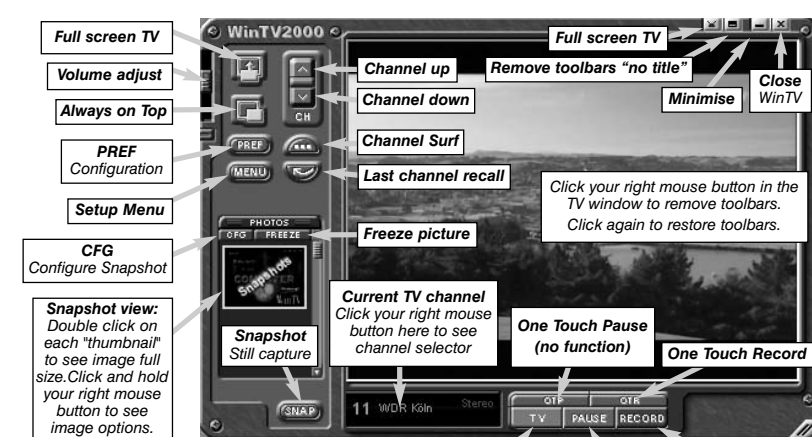 WinTV2000
Full screen TV
Full screen TV
Volume adjust
Channel up
Remove toolbars “no title”
Always on Top
Channel down
Minimise
Close
WinTV
CH
PREF
Configuration
PREF
Channel Surf
MENU
Last channel recall
Setup Menu
Click your right mouse button in the
TV window to remove toolbars.
Click again to restore toolbars.
PHOTOS
CFG
FREEZE
Freeze picture
CFG
Configure Snapshot
Snapshots
WinTV
Snapshot view:
Double click on
each "thumbnail"
to see image full
size.Click and hold
your right mouse
button to see
image options.
Current TV channel
Click your right mouse
button here to see
channel selector
Snapshot
Still capture
One Touch Pause
(no function)
One Touch Record
SNAP
11 WDR Köln
Stereo
OTP
OTR
TV
PAUSE
RECORD